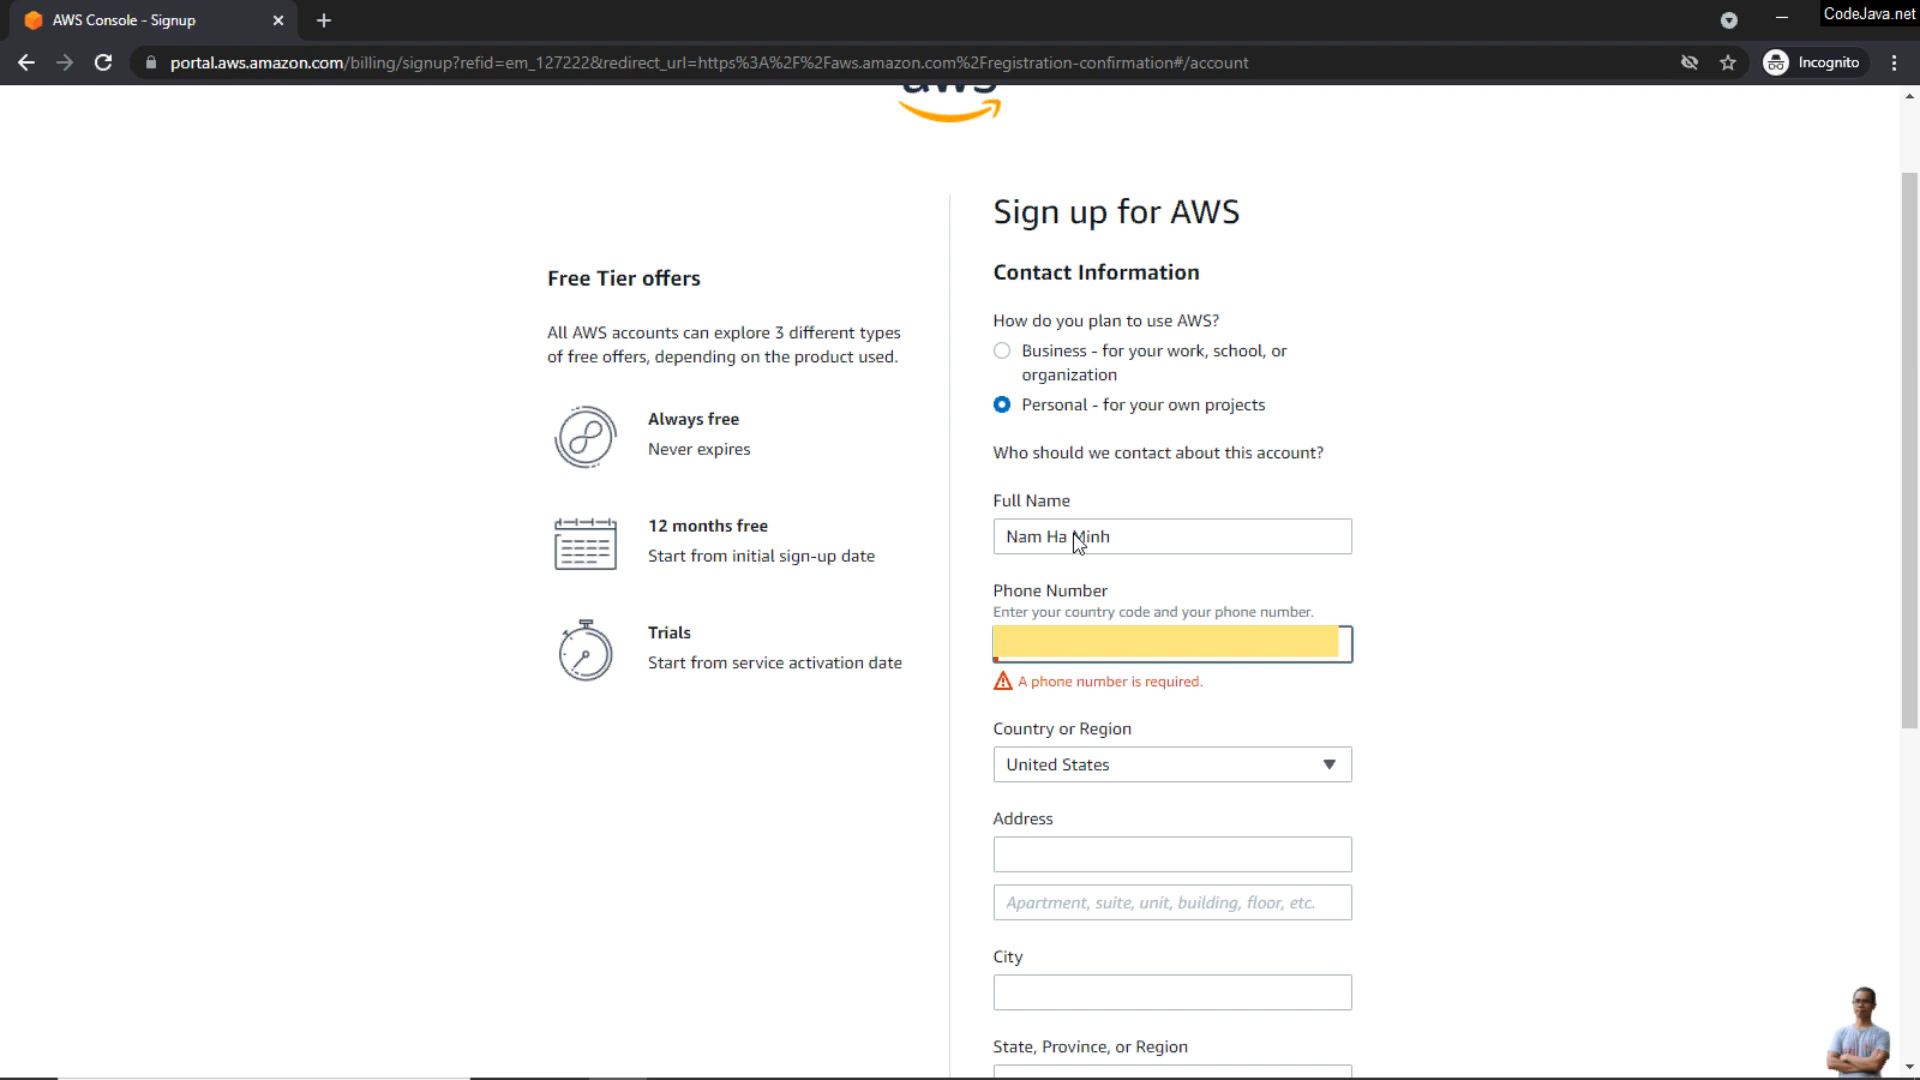 AWS Console - Signup
CodeJava.net
portal.aws.amazon.com/billing/signup?refid=em_127222&redirect_url=https%3A%2F%2Faws.amazon.com%2Fregistration-confirmation#/account
Incognito
aws
Free Tier offers
All AWS accounts can explore 3 different types
of free offers, depending on the product used.
Always free
Never expires
12 months free
Start from initial sign-up date
Trials
Start from service activation date
Sign up for AWS
Contact Information
How do you plan to use AWS?
Business - for your work, school, or
organization
Personal - for your own projects
Who should we contact about this account?
Full Name
Nam Ha Minh
Phone Number
Enter your country code and your phone number.
A phone number is required.
Country or Region
United States
Address
Apartment, suite, unit, building, floor, etc.
City
State, Province, or Region